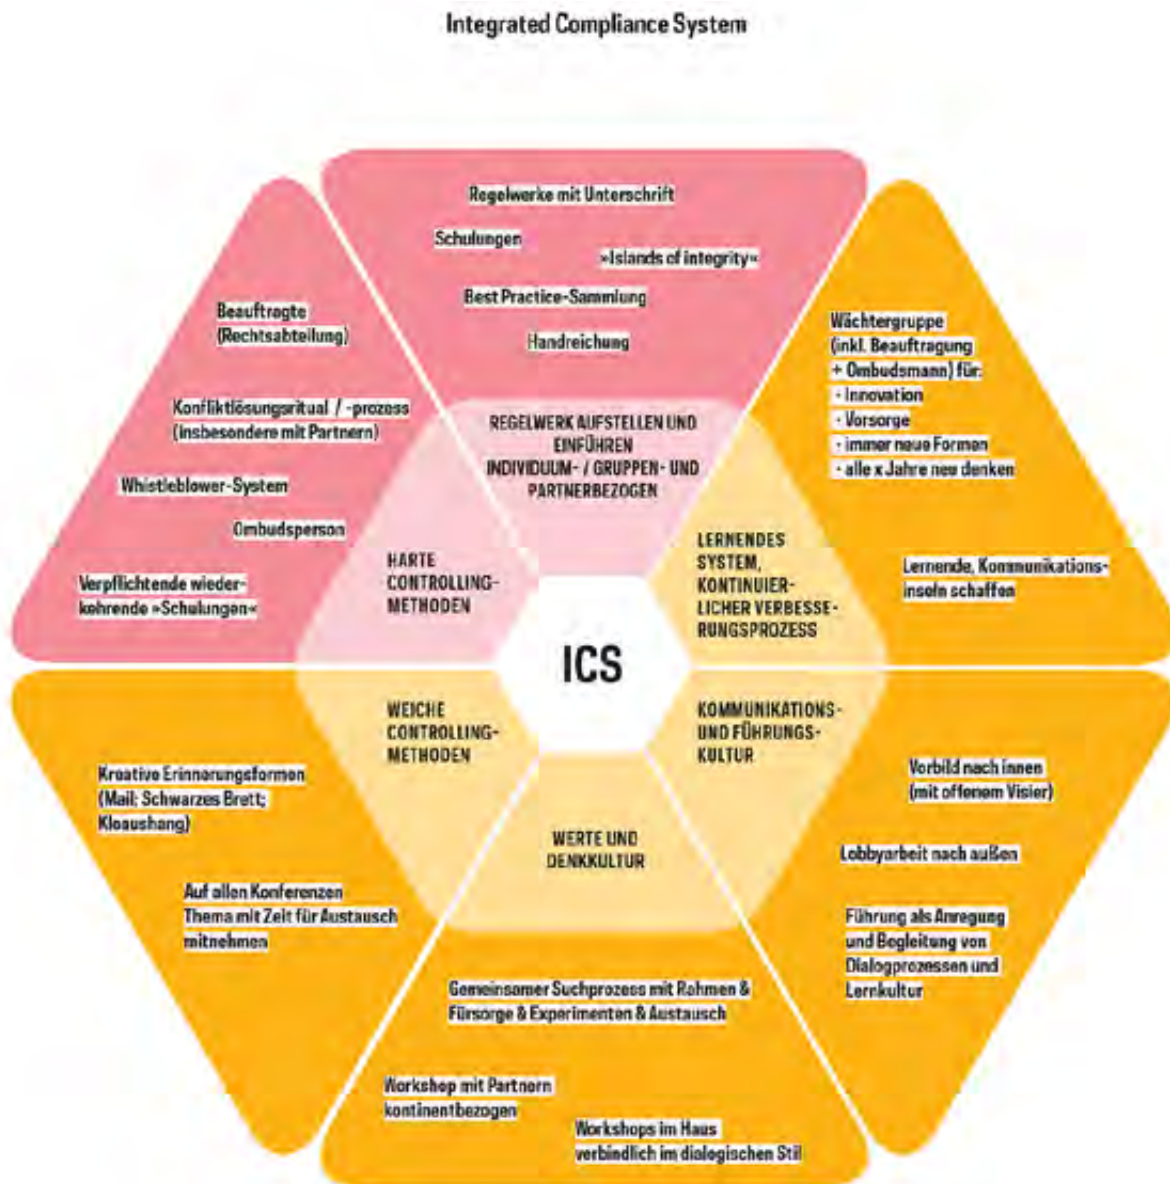 Integrated Compliance System
Regelwerke mit Unterschrift
Schulungen
»Islands of integrity«
Best Practice-Sammlung
Handreichung
REGELWERK AUFSTELLEN UND
EINFÜHREN
INDIVIDUUM- / GRUPPEN- UND
PARTNERBEZOGEN
Wächtergruppe
(inkl. Beauftragung
+ Ombudsmann) für:
- Innovation
- Vorsorge
- immer neue Formen
- alle x Jahre neu denken
Lernende, Kommunikations-
inseln schaffen
LERNENDES
SYSTEM,
KONTINUIER-
LICHER VERBESSE-
RUNGSPROZESS
Beauftragte
(Rechtsabteilung)
Konfliktlösungsritual / -prozess
(insbesondere mit Partnern)
Whistleblower-System
Ombudsperson
Verpflichtende wieder-
kehrende »Schulungen«
HARTE
CONTROLLING-
METHODEN
ICS
WEICHE
CONTROLLING-
METHODEN
Kreative Erinnerungsformen
(Mail; Schwarzes Brett;
Kloaushang)
Auf allen Konferenzen
Thema mit Zeit für Austausch
mitnehmen
KOMMUNIKATIONS-
UND FÜHRUNGS-
KULTUR
Vorbild nach innen
(mit offenem Visier)
Lobbyarbeit nach außen
Führung als Anregung
und Begleitung von
Dialogprozessen und
Lernkultur
WERTE UND
DENKKULTUR
Gemeinsamer Suchprozess mit Rahmen &
Fürsorge & Experimenten & Austausch
Workshop mit Partnern
kontinentbezogen
Workshops im Haus
verbindlich im dialogischen Stil